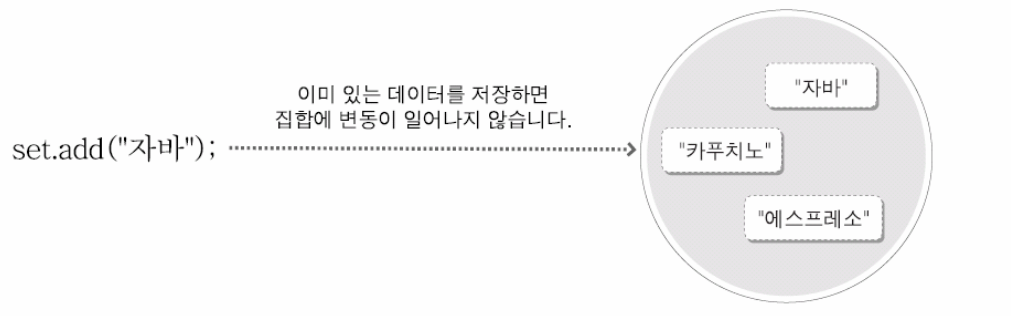 이미 있는 데이터를 저장하면
집합에 변동이 일어나지 않습니다.
set.add("자바");
"자바"
"카푸치노"
"에스프레소"